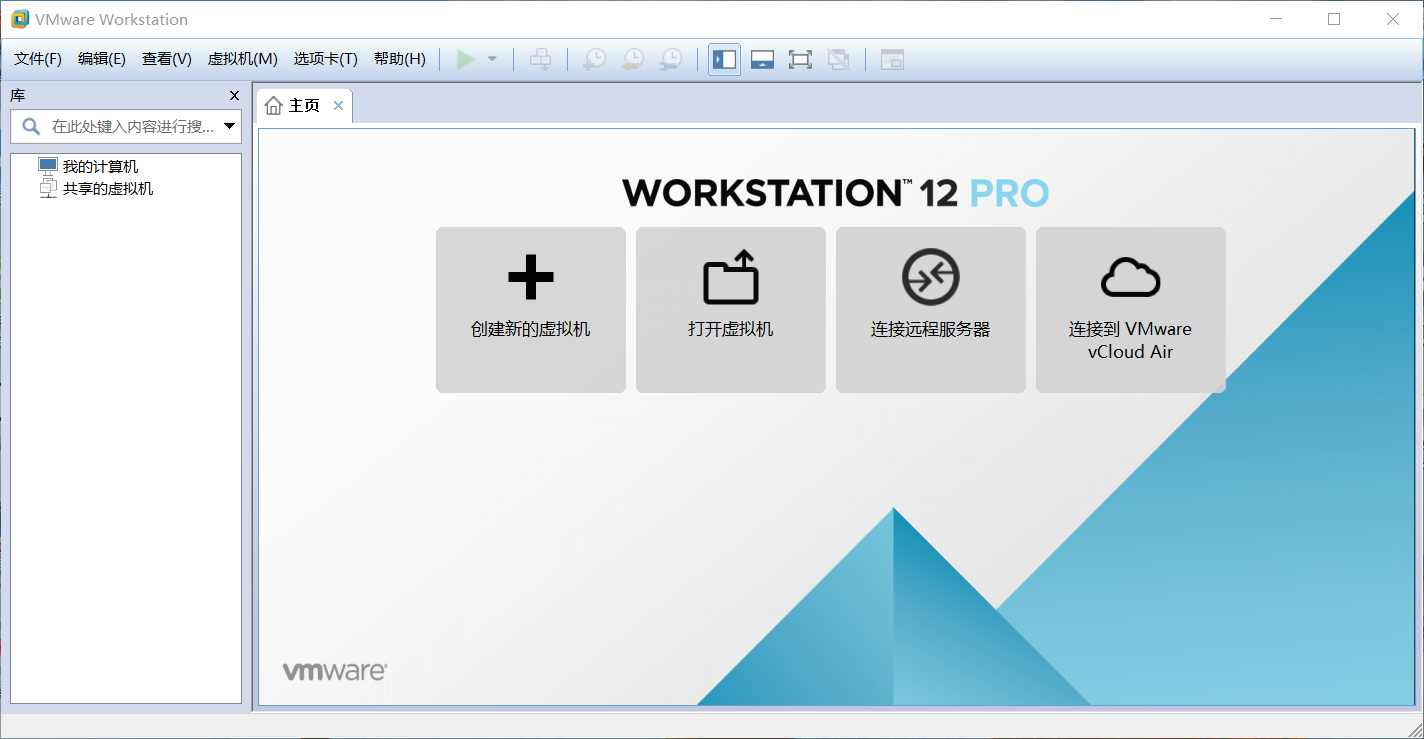 VMware Workstation
文件(F) 编辑(E) 查看(V) 虚拟机(M) 选项卡(T) 帮助(H)
库
在此处键入内容进行搜...
我的计算机
共享的虚拟机
主页
WORKSTATION™ 12 PRO
创建新的虚拟机
打开虚拟机
连接远程服务器
连接到 VMware
vCloud Air
vmware®